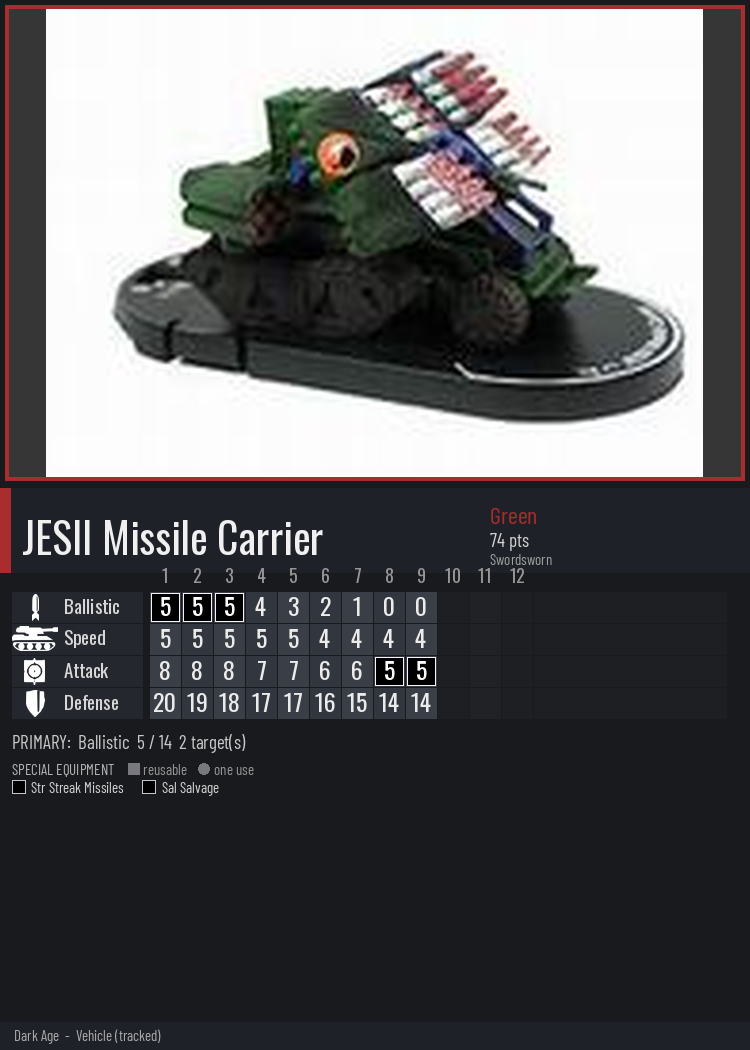 JESII Missile Carrier
Green
74 pts
Swordsworn
1 2 3 4 5 6 7 8 9 10 11 12
Ballistic 5 5 5 4 3 2 1 0 0
Speed 5 5 5 5 5 4 4 4 4
Attack 8 8 8 7 7 6 6 5 5
Defense 20 19 18 17 17 16 15 14 14
PRIMARY: Ballistic 5 / 14 2 target(s)
SPECIAL EQUIPMENT reusable one use
Str Streak Missiles Sal Salvage
Dark Age - Vehicle (tracked)